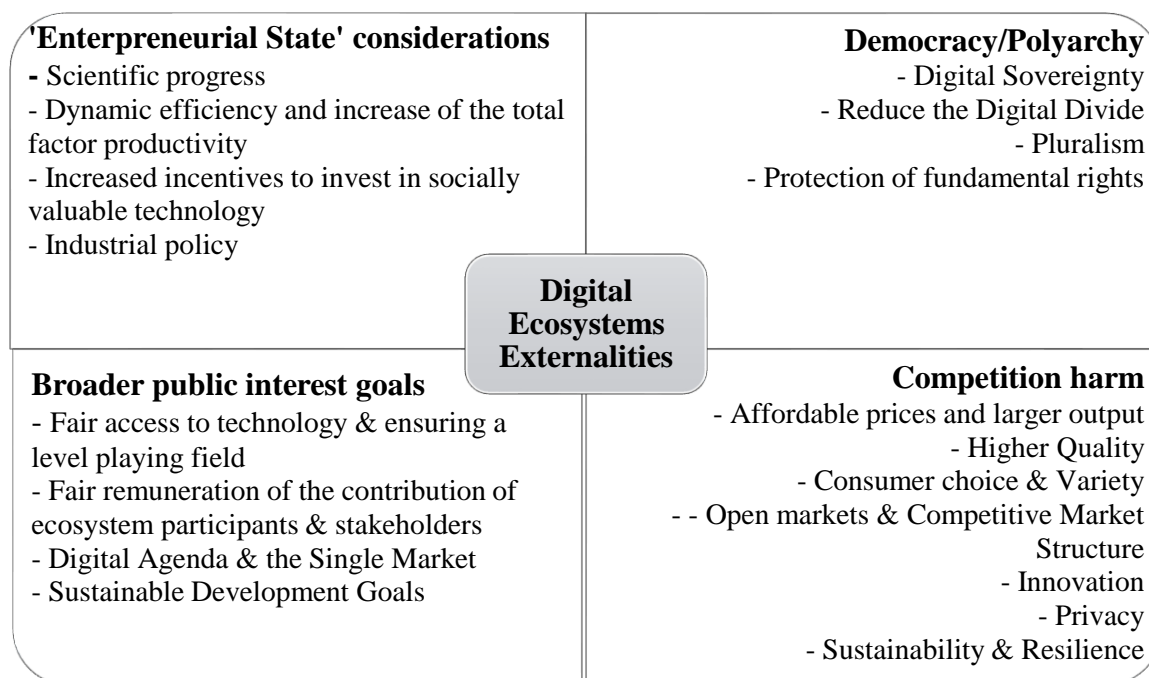 'Enterpreneurial State' considerations
- Scientific progress
- Dynamic efficiency and increase of the total
factor productivity
- Increased incentives to invest in socially
valuable technology
- Industrial policy
Democracy/Polyarchy
- Digital Sovereignty
- Reduce the Digital Divide
- Pluralism
- Protection of fundamental rights
Digital
Ecosystems
Externalities
Broader public interest goals
- Fair access to technology & ensuring a
level playing field
- Fair remuneration of the contribution of
ecosystem participants & stakeholders
- Digital Agenda & the Single Market
- Sustainable Development Goals
Competition harm
- Affordable prices and larger output
- Higher Quality
- Consumer choice & Variety
- - Open markets & Competitive Market
Structure
- Innovation
- Privacy
- Sustainability & Resilience